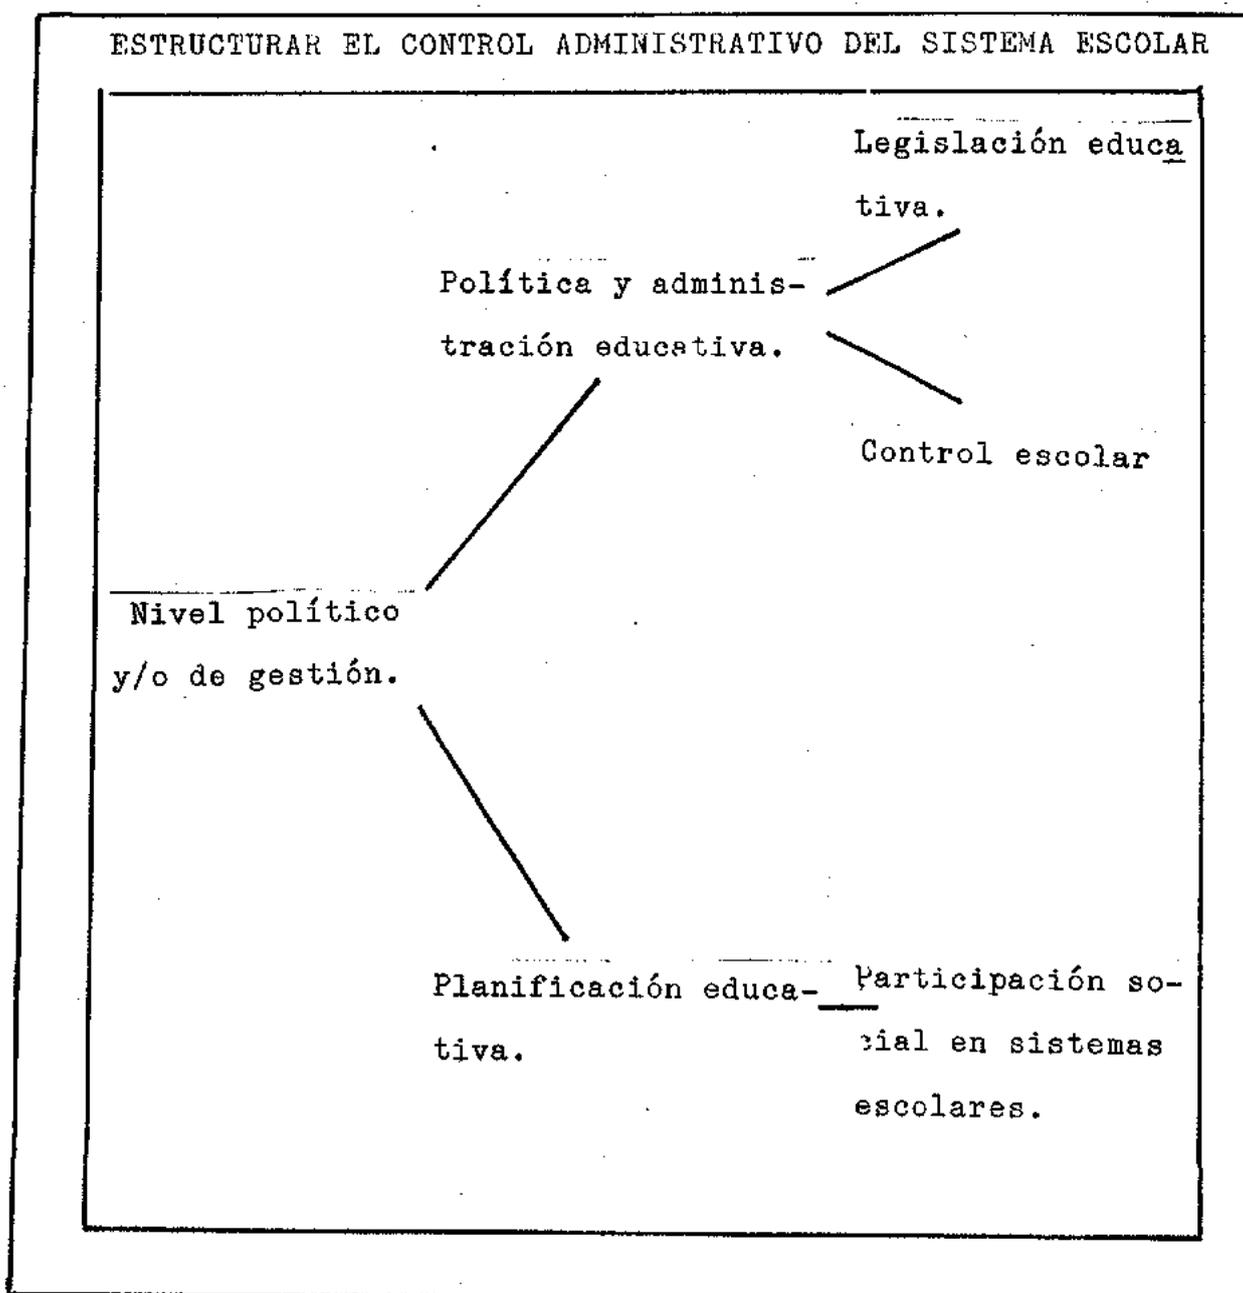 ESTRUCTURAR EL CONTROL ADMINISTRATIVO DEL SISTEMA ESCOLAR
Legislación educa
tiva.
Política y adminis-
tración educativa.
Control escolar
Nivel político
y/o de gestión.
Planificación educa-
tiva.
Participación so-
cial en sistemas
escolares.